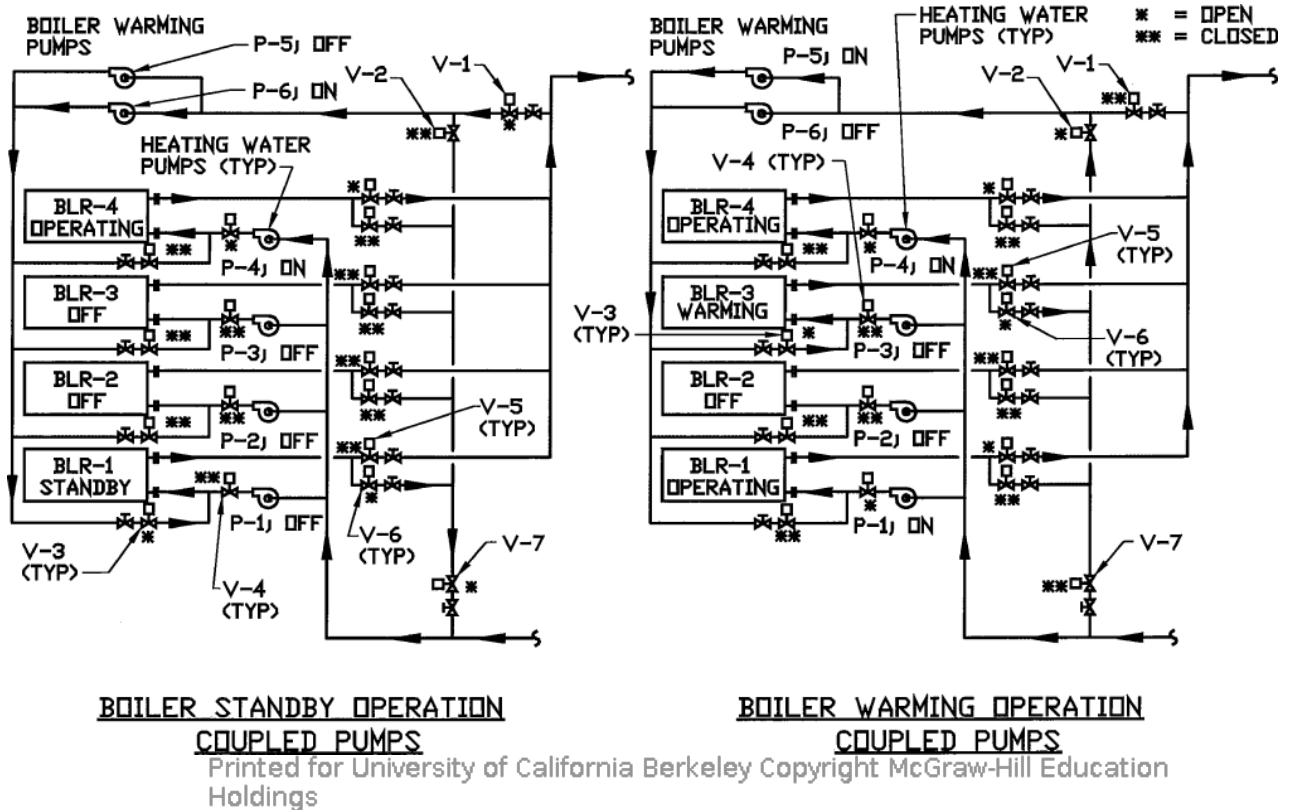 BOILER WARMING
PUMPS
P-5; OFF
V-2
V-1
P-6; ON
**
*
HEATING WATER
PUMPS (TYP)
*
BLR-4
OPERATING
**
*
**
P-4; ON
**
BLR-3
OFF
**
**
**
P-3; OFF
**
BLR-2
OFF
**
**
**
P-2; OFF
V-5
(TYP)
**
BLR-1
STANDBY
**
*
P-1; OFF
*
V-3
(TYP)
V-4
(TYP)
V-6
(TYP)
V-7
*
BOILER STANDBY OPERATION
COUPLED PUMPS
BOILER WARMING
PUMPS
HEATING WATER
PUMPS (TYP)
* = OPEN
** = CLOSED
P-5; ON
V-2
V-1
**
*
P-6; OFF
V-4 (TYP)
*
BLR-4
OPERATING
**
*
**
P-4; ON
V-5
(TYP)
**
BLR-3
WARMING
V-3
(TYP)
*
**
*
P-3; OFF
V-6
(TYP)
**
BLR-2
OFF
**
**
**
P-2; OFF
*
BLR-1
OPERATING
*
**
**
P-1; ON
V-7
**
BOILER WARMING OPERATION
COUPLED PUMPS
Printed for University of California Berkeley Copyright McGraw-Hill Education
Holdings